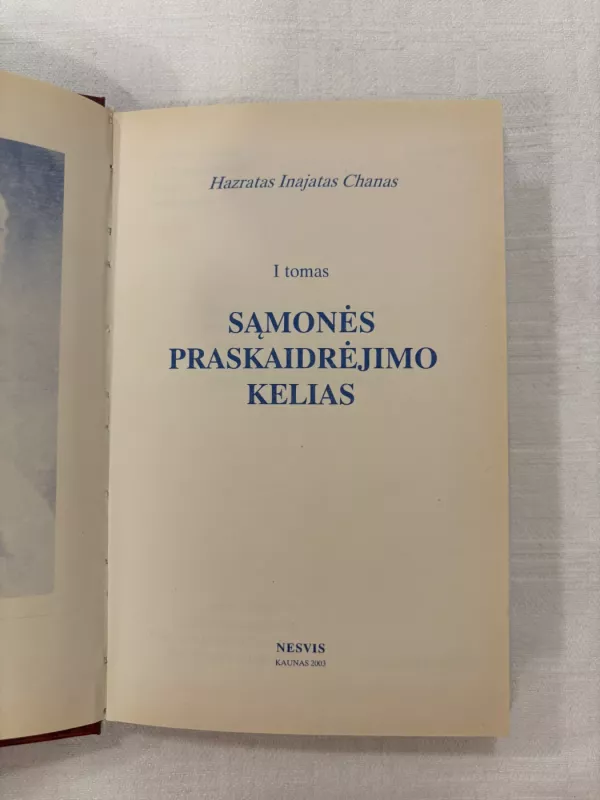 Hazratas Inajatas Chanas
I tomas
SĄMONĖS
PRASKAIDRĖJIMO
KELIAS
NESVIS
KAUNAS 2003